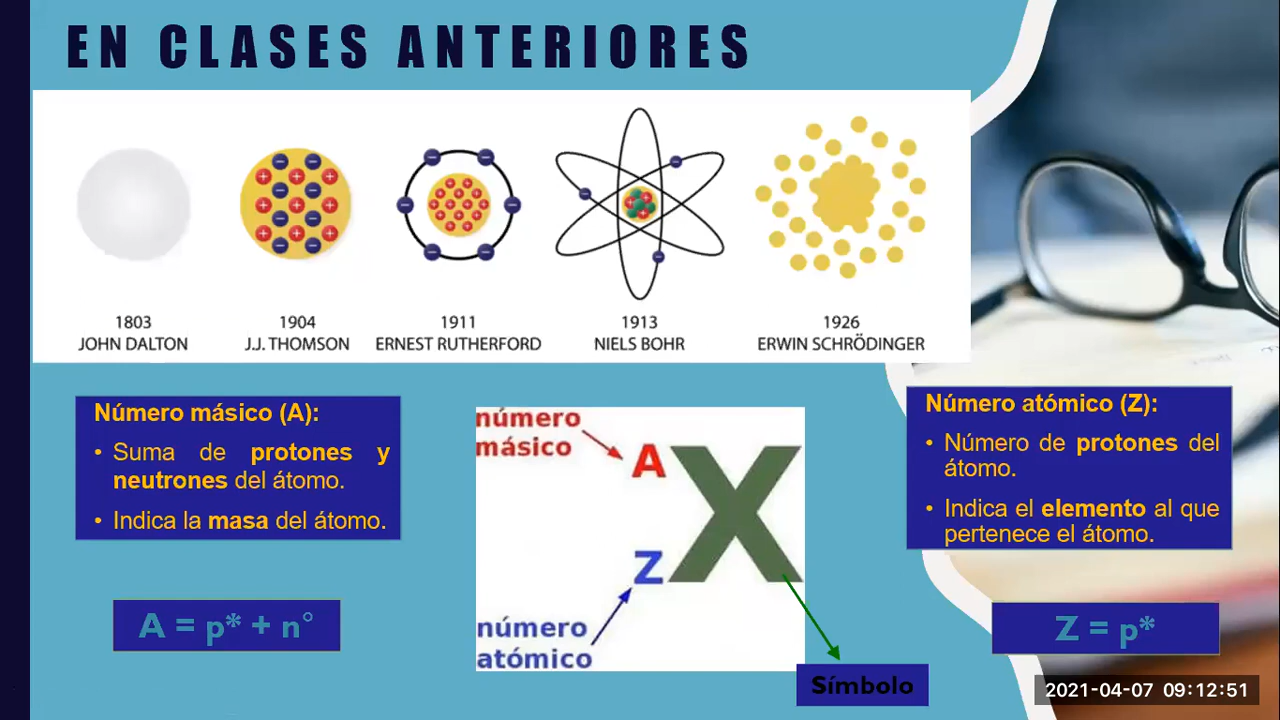 EN CLASES ANTERIORES
1803
JOHN DALTON
1904
J.J. THOMSON
1911
ERNEST RUTHERFORD
1913
NIELS BOHR
1926
ERWIN SCHRÖDINGER
Número másico (A):
• Suma de protones y
neutrones del átomo.
• Indica la masa del átomo.
A = p* + n°
número
másico
A
X
Z
número
atómico
Símbolo
Número atómico (Z):
• Número de protones del
átomo.
• Indica el elemento al que
pertenece el átomo.
Z = p*
2021-04-07 09:12:51